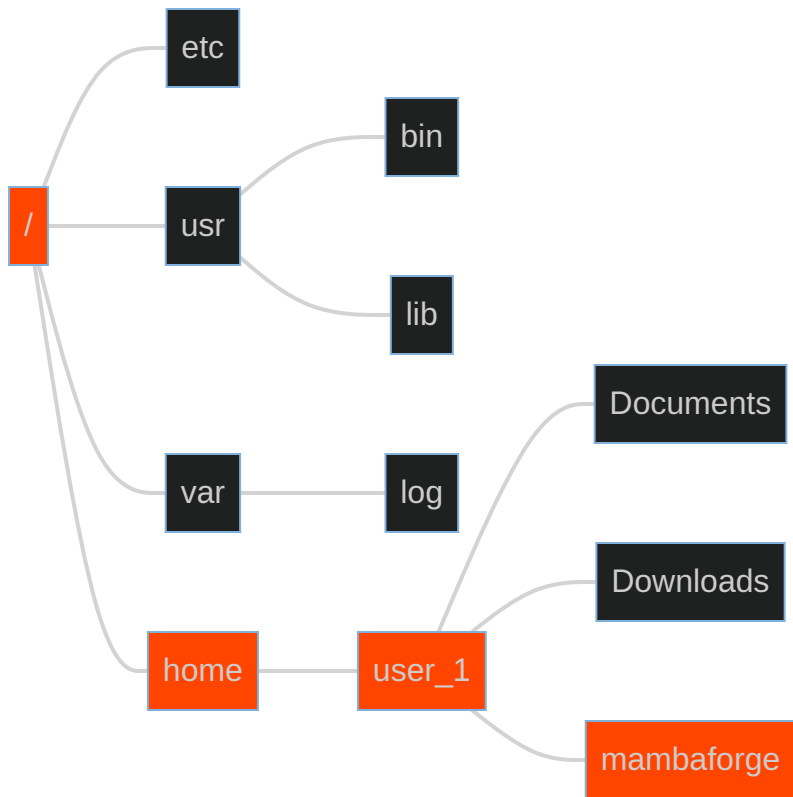 etc
bin
/
usr
lib
Documents
var
log
Downloads
home
user_1
mambaforge